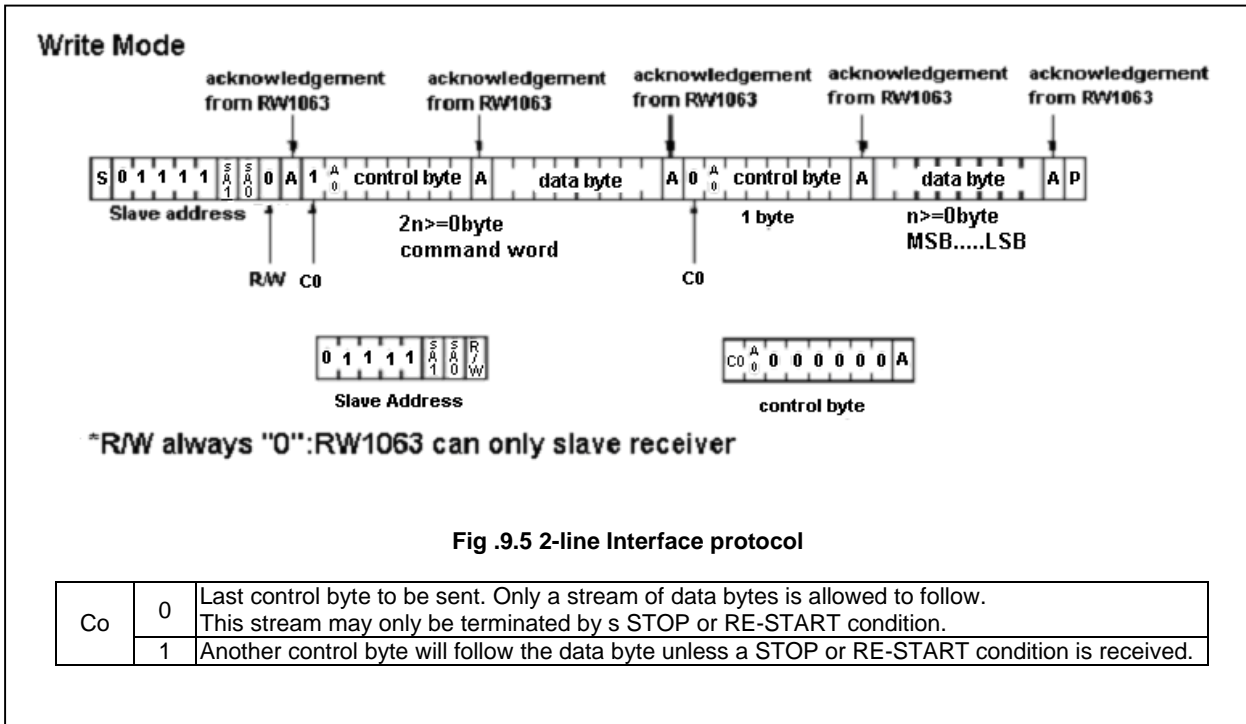 Write Mode
acknowledgement from RW1063
acknowledgement from RW1063
acknowledgement from RW1063
acknowledgement from RW1063
acknowledgement from RW1063
S 0 1 1 1 1 SA1 SA0 0 A 1 A0 control byte A data byte A 0 A0 control byte A data byte A P
Slave address
2n>=0byte
command word
1 byte
n>=0byte
MSB.....LSB
R/W C0
C0
0 1 1 1 1 SA1 SA0 R/W
Slave Address
C0 A0 0 0 0 0 0 0 A
control byte
*R/W always "0":RW1063 can only slave receiver
Fig .9.5 2-line Interface protocol
Co
0 Last control byte to be sent. Only a stream of data bytes is allowed to follow.
This stream may only be terminated by s STOP or RE-START condition.
1 Another control byte will follow the data byte unless a STOP or RE-START condition is received.